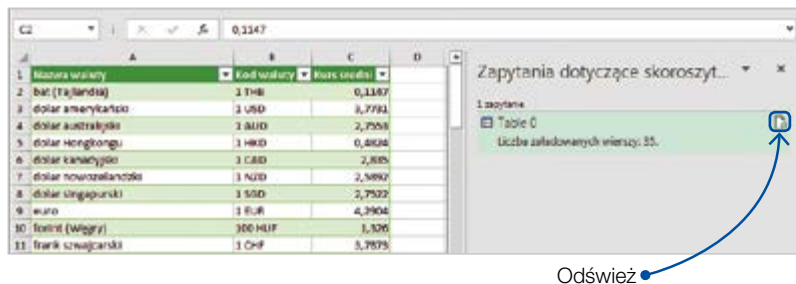 C2 fx 0,1147
A B C D
1 Nazwa waluty Kod waluty Kurs średni
2 bat (Tajlandia) 1 THB 0,1147
3 dolar amerykański 1 USD 3,7781
4 dolar australijski 1 AUD 2,7553
5 dolar Hongkongu 1 HKD 0,4824
6 dolar kanadyjski 1 CAD 2,835
7 dolar nowozelandzki 1 NZD 2,5892
8 dolar singapurski 1 SGD 2,7522
9 euro 1 EUR 4,2904
10 forint (Węgry) 100 HUF 1,326
11 frank szwajcarski 1 CHF 3,7875
Zapytania dotyczące skoroszyt...
1 zapytanie
Table 0
Liczba załadowanych wierszy: 35.
Odśwież